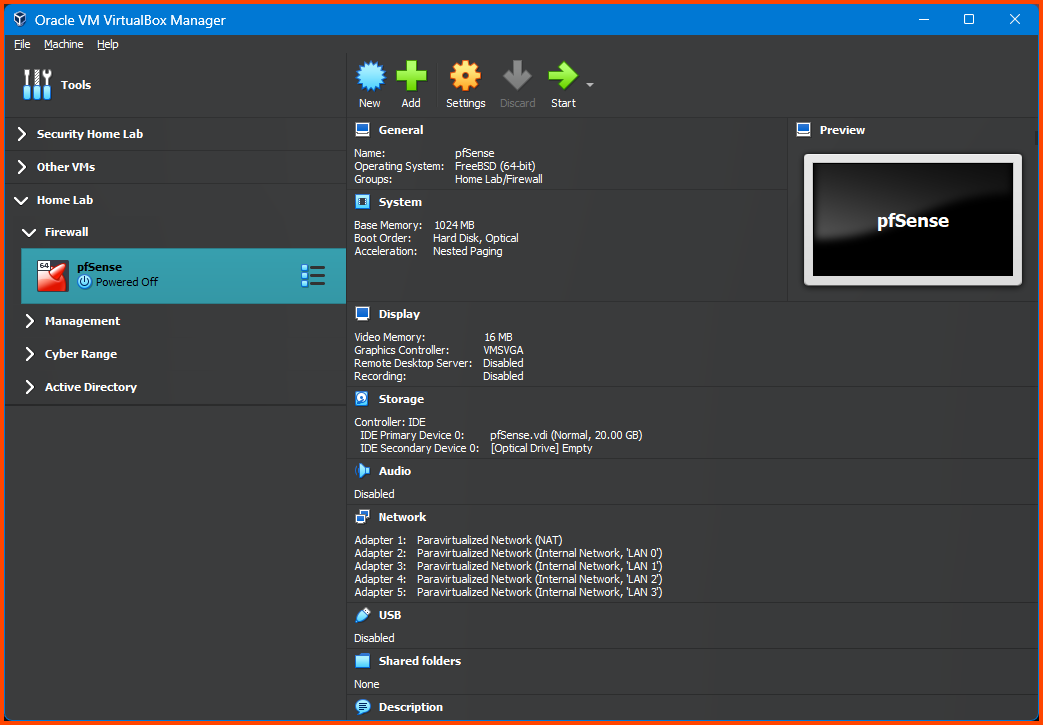 Oracle VM VirtualBox Manager
File Machine Help
Tools
New Add Settings Discard Start
Security Home Lab
Other VMs
Home Lab
Firewall
64
pfSense
Powered Off
Management
Cyber Range
Active Directory
General
Name: pfSense
Operating System: FreeBSD (64-bit)
Groups: Home Lab/Firewall
Preview
pfSense
System
Base Memory: 1024 MB
Boot Order: Hard Disk, Optical
Acceleration: Nested Paging
Display
Video Memory: 16 MB
Graphics Controller: VMSVGA
Remote Desktop Server: Disabled
Recording: Disabled
Storage
Controller: IDE
IDE Primary Device 0: pfSense.vdi (Normal, 20.00 GB)
IDE Secondary Device 0: [Optical Drive] Empty
Audio
Disabled
Network
Adapter 1: Paravirtualized Network (NAT)
Adapter 2: Paravirtualized Network (Internal Network, 'LAN 0')
Adapter 3: Paravirtualized Network (Internal Network, 'LAN 1')
Adapter 4: Paravirtualized Network (Internal Network, 'LAN 2')
Adapter 5: Paravirtualized Network (Internal Network, 'LAN 3')
USB
Disabled
Shared folders
None
Description